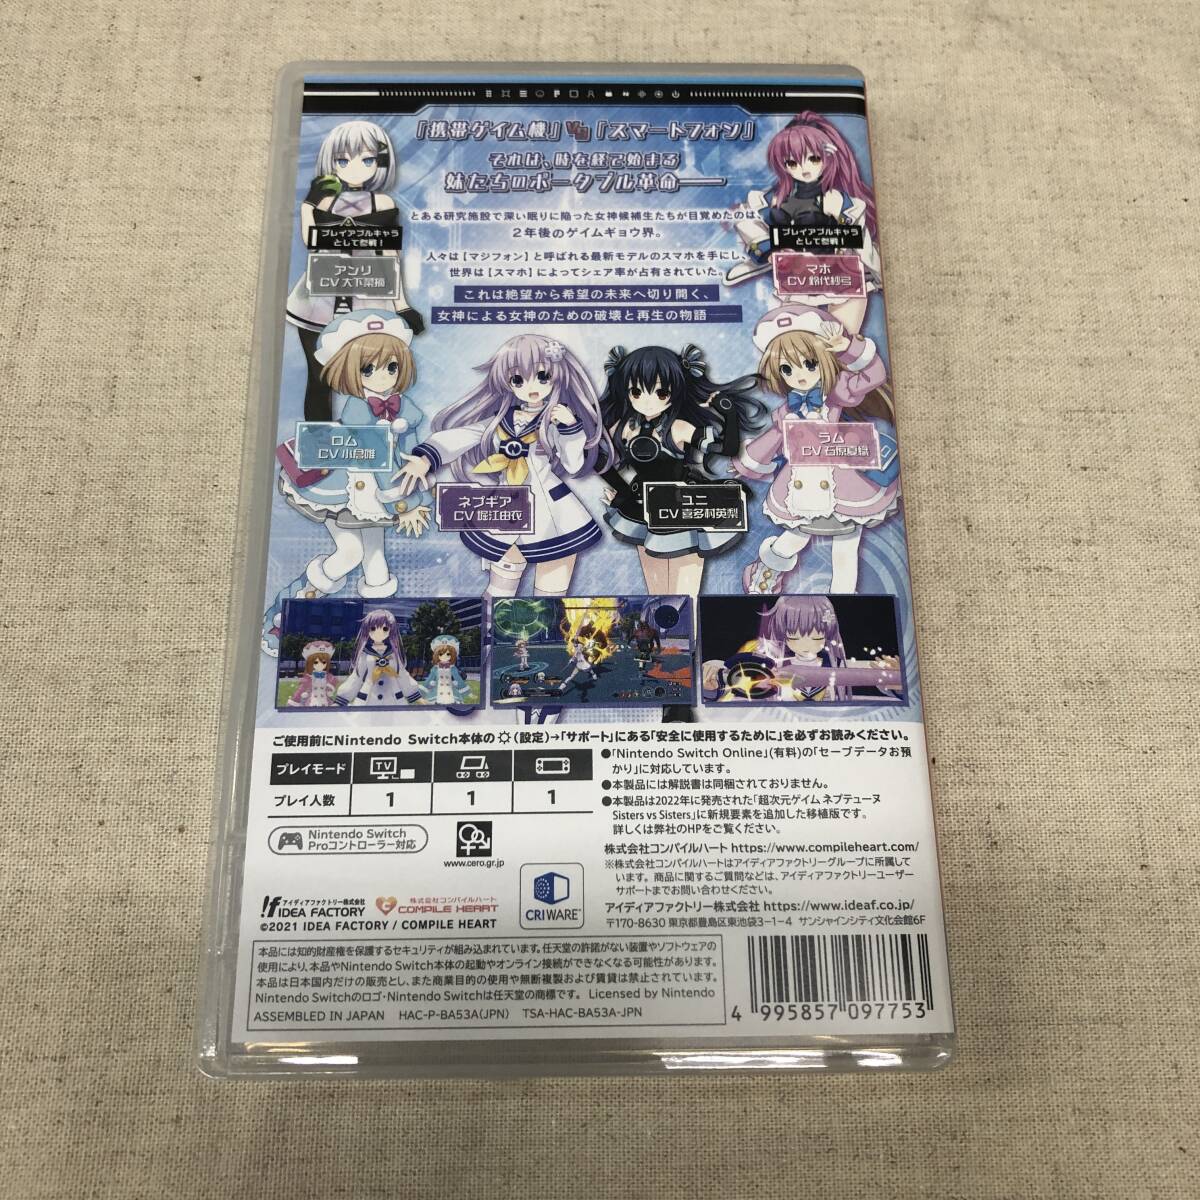 「携帯ゲイム機」VS「スマートフォン」
それは、時を経て始まる
妹たちのポータブル革命――
とある研究施設で深い眠りに陥った女神候補生たちが目覚めたのは、
2年後のゲイムギョウ界。
人々は【マジフォン】と呼ばれる最新モデルのスマホを手にし、
世界は【スマホ】によってシェア率が占有されていた。
これは絶望から希望の未来へ切り開く、
女神による女神のための破壊と再生の物語――
プレイアブルキャラ
として参戦!
アンリ
CV 大下菜摘
プレイアブルキャラ
として参戦!
マホ
CV 鈴代紗弓
ロム
CV 小倉唯
ラム
CV 石原夏織
ネプギア
CV 堀江由衣
ユニ
CV 喜多村英梨
ご使用前にNintendo Switch本体の(設定)→「サポート」にある「安全に使用するために」を必ずお読みください。
プレイモード TV
プレイ人数 1 1 1
Nintendo Switch
Proコントローラー対応
www.cero.gr.jp
●「Nintendo Switch Online」(有料)の「セーブデータお預
かり」に対応しています。
●本製品には解説書は同梱されておりません。
●本製品は2022年に発売された「超次元ゲイム ネプテューヌ
Sisters vs Sisters」に新規要素を追加した移植版です。
詳しくは弊社のHPをご覧ください。
株式会社コンパイルハート https://www.compileheart.com/
※株式会社コンパイルハートはアイディアファクトリーグループに所属して
います。商品に関するご質問などは、アイディアファクトリーユーザー
サポートまでお問い合わせください。
アイディアファクトリー株式会社 https://www.ideaf.co.jp/
〒170-8630 東京都豊島区東池袋3-1-4 サンシャインシティ文化会館6F
アイディアファクトリー株式会社
IDEA FACTORY
株式会社コンパイルハート
COMPILE HEART
©2021 IDEA FACTORY / COMPILE HEART
CRIWARE
本品には知的財産権を保護するセキュリティが組み込まれています。任天堂の許諾がない装置やソフトウェアの
使用により、本品やNintendo Switch本体の起動やオンライン接続ができなくなる可能性があります。
本品は日本国内だけの販売とし、また商業目的の使用や無断複製および賃貸は禁止されています。
Nintendo Switchのロゴ・Nintendo Switchは任天堂の商標です。 Licensed by Nintendo
ASSEMBLED IN JAPAN HAC-P-BA53A(JPN) TSA-HAC-BA53A-JPN
4 995857 097753